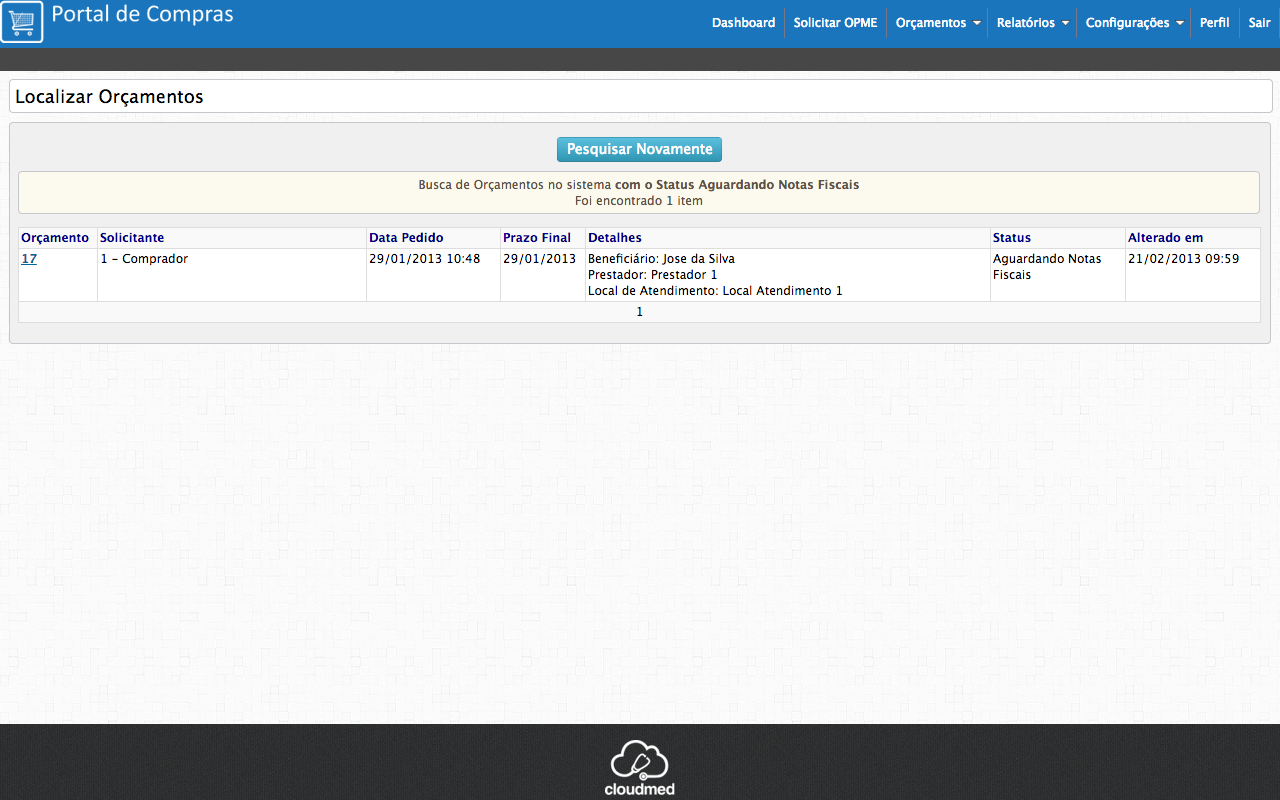 Portal de Compras
Dashboard Solicitar OPME Orçamentos Relatórios Configurações Perfil Sair
Localizar Orçamentos
Pesquisar Novamente
Busca de Orçamentos no sistema com o Status Aguardando Notas Fiscais
Foi encontrado 1 item
Orçamento Solicitante Data Pedido Prazo Final Detalhes Status Alterado em
17 1 - Comprador 29/01/2013 10:48 29/01/2013 Beneficiário: Jose da Silva Aguardando Notas 21/02/2013 09:59
Prestador: Prestador 1 Fiscais
Local de Atendimento: Local Atendimento 1
1
cloudmed